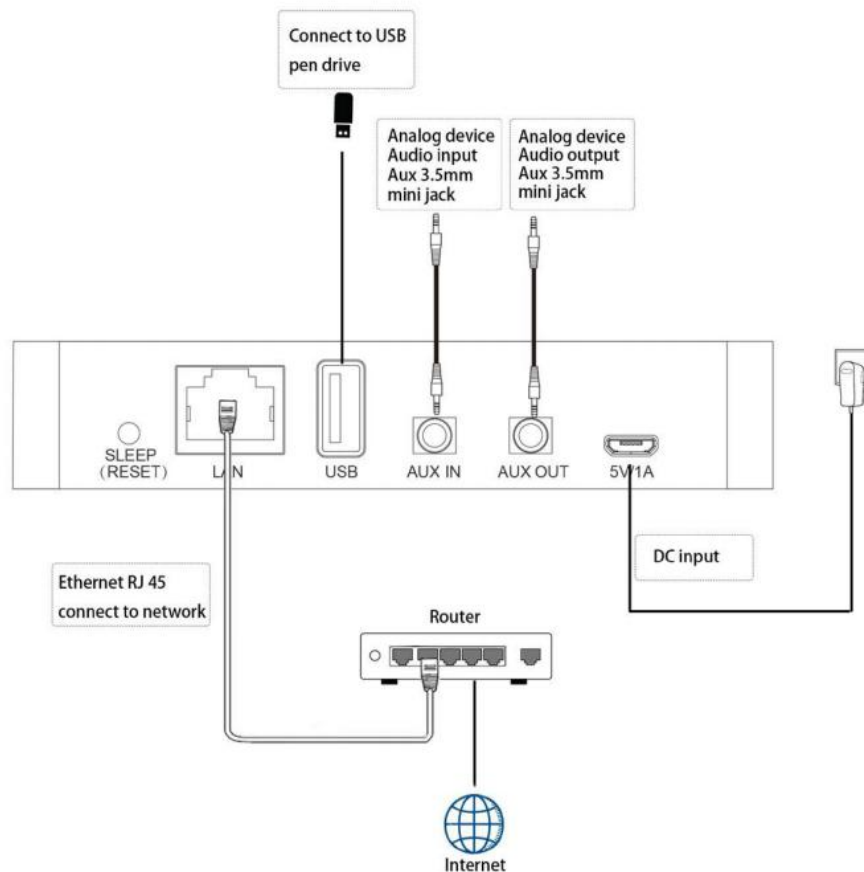 Connect to USB
pen drive
Analog device
Audio input
Aux 3.5mm
mini jack
Analog device
Audio output
Aux 3.5mm
mini jack
SLEEP
(RESET)
LAN
USB
AUX IN
AUX OUT
5V/1A
DC input
Ethernet RJ 45
connect to network
Router
Internet